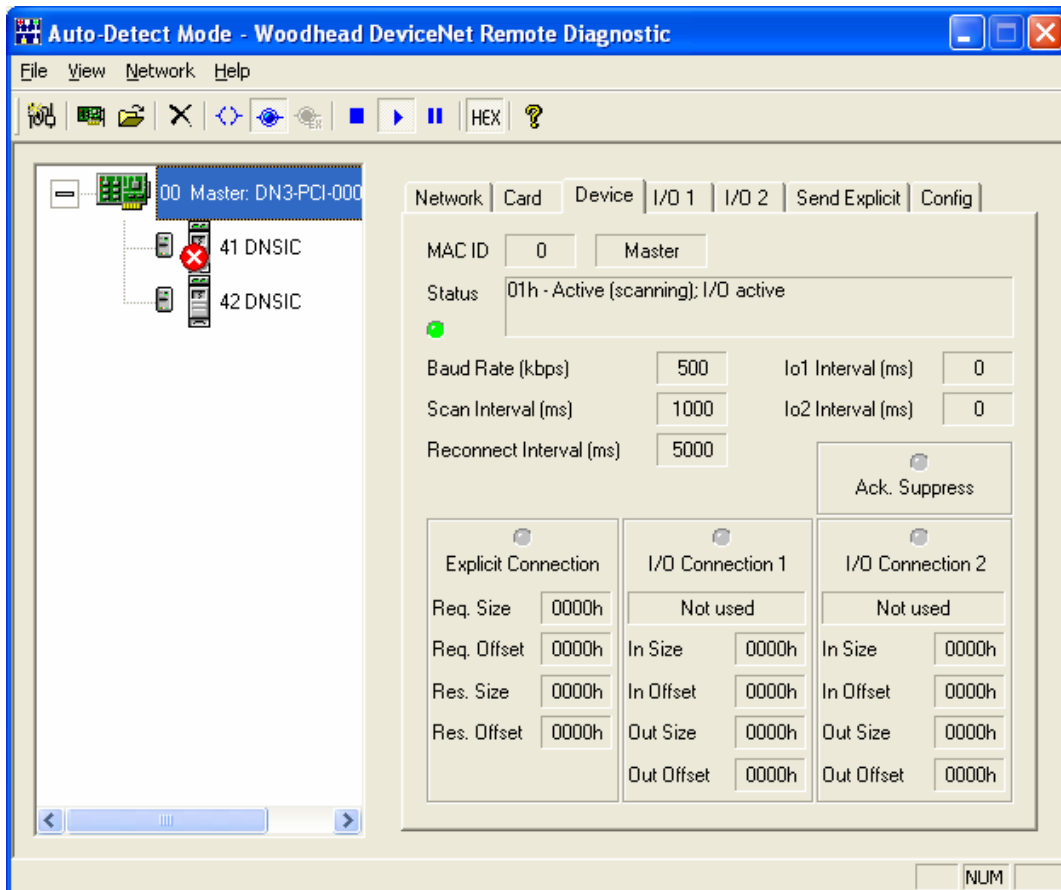 Auto-Detect Mode - Woodhead DeviceNet Remote Diagnostic
File View Network Help
HEX
00 Master: DN3-PCI-000
41 DNSIC
42 DNSIC
Network Card Device I/O 1 I/O 2 Send Explicit Config
MAC ID 0 Master
Status 01h - Active (scanning); I/O active
Baud Rate (kbps) 500 Io1 Interval (ms) 0
Scan Interval (ms) 1000 Io2 Interval (ms) 0
Reconnect Interval (ms) 5000
Ack. Suppress
Explicit Connection I/O Connection 1 I/O Connection 2
Req. Size 0000h Not used Not used
Req. Offset 0000h In Size 0000h In Size 0000h
Res. Size 0000h In Offset 0000h In Offset 0000h
Res. Offset 0000h Out Size 0000h Out Size 0000h
Out Offset 0000h Out Offset 0000h
NUM